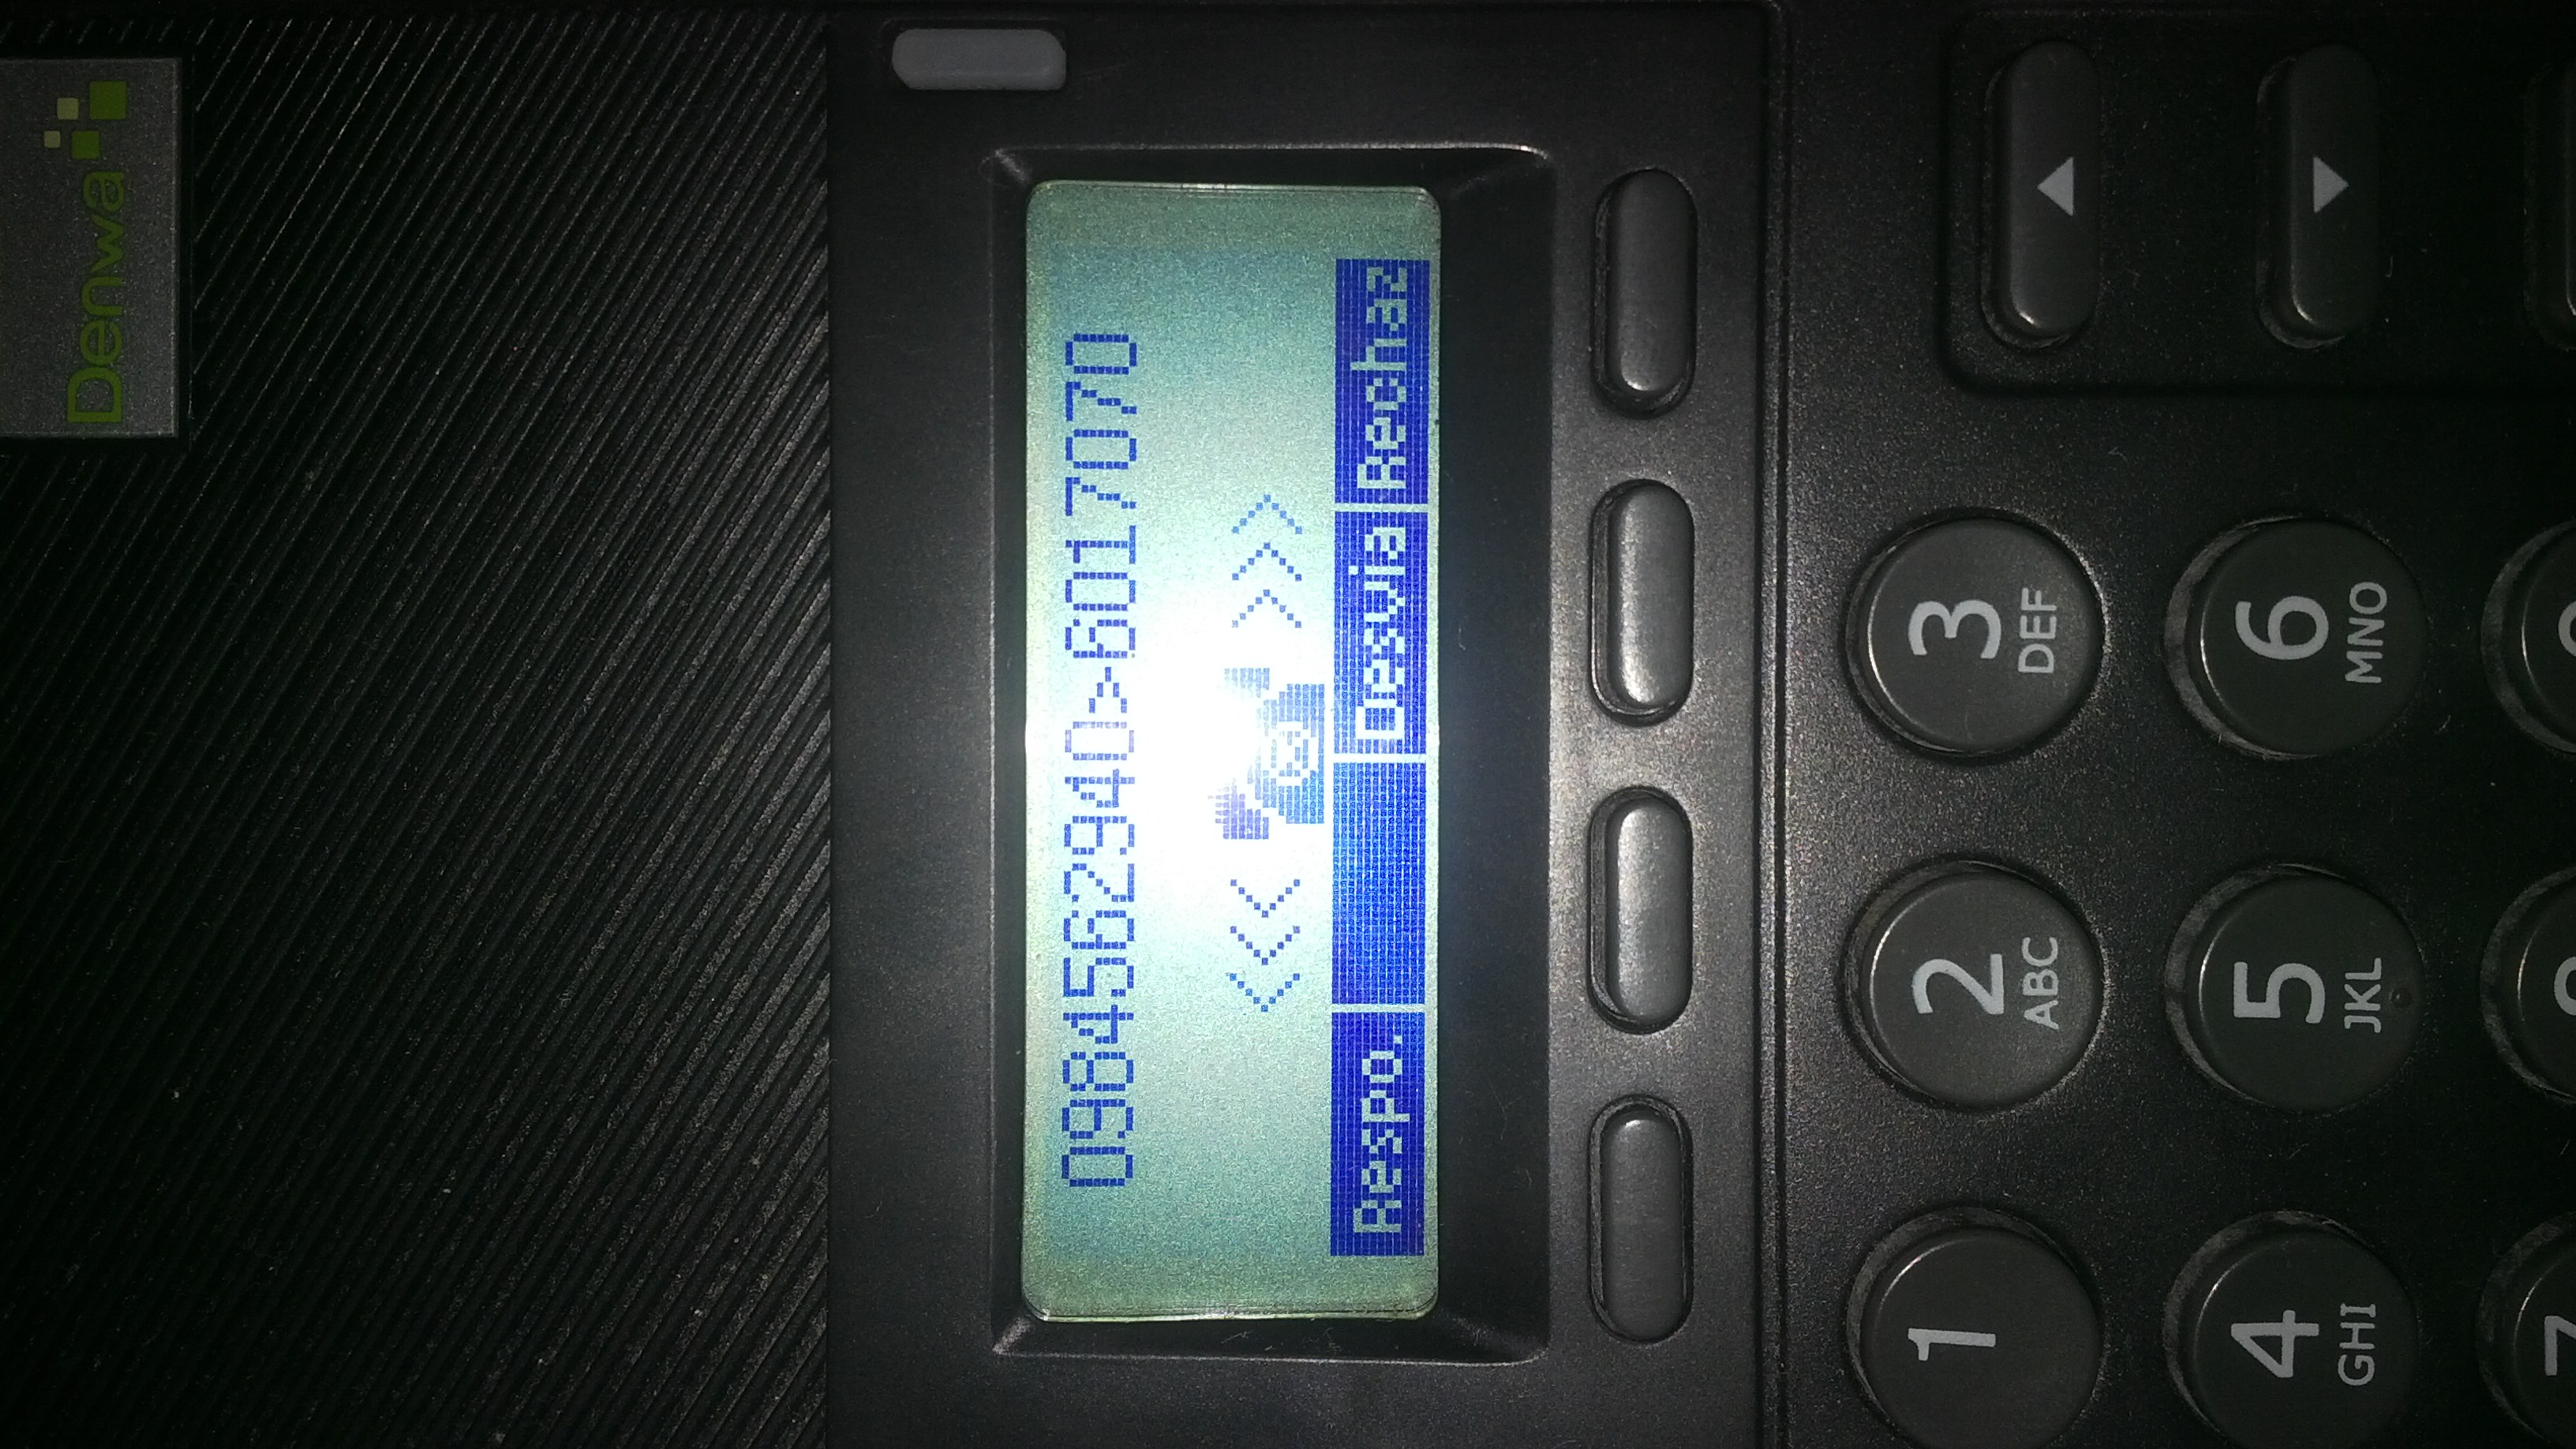 Denwa
0984562940>6017070
<<< >>>
Respo. Desvia Rechaz
1 2 3
ABC DEF
4 5 6
GHI JKL MNO